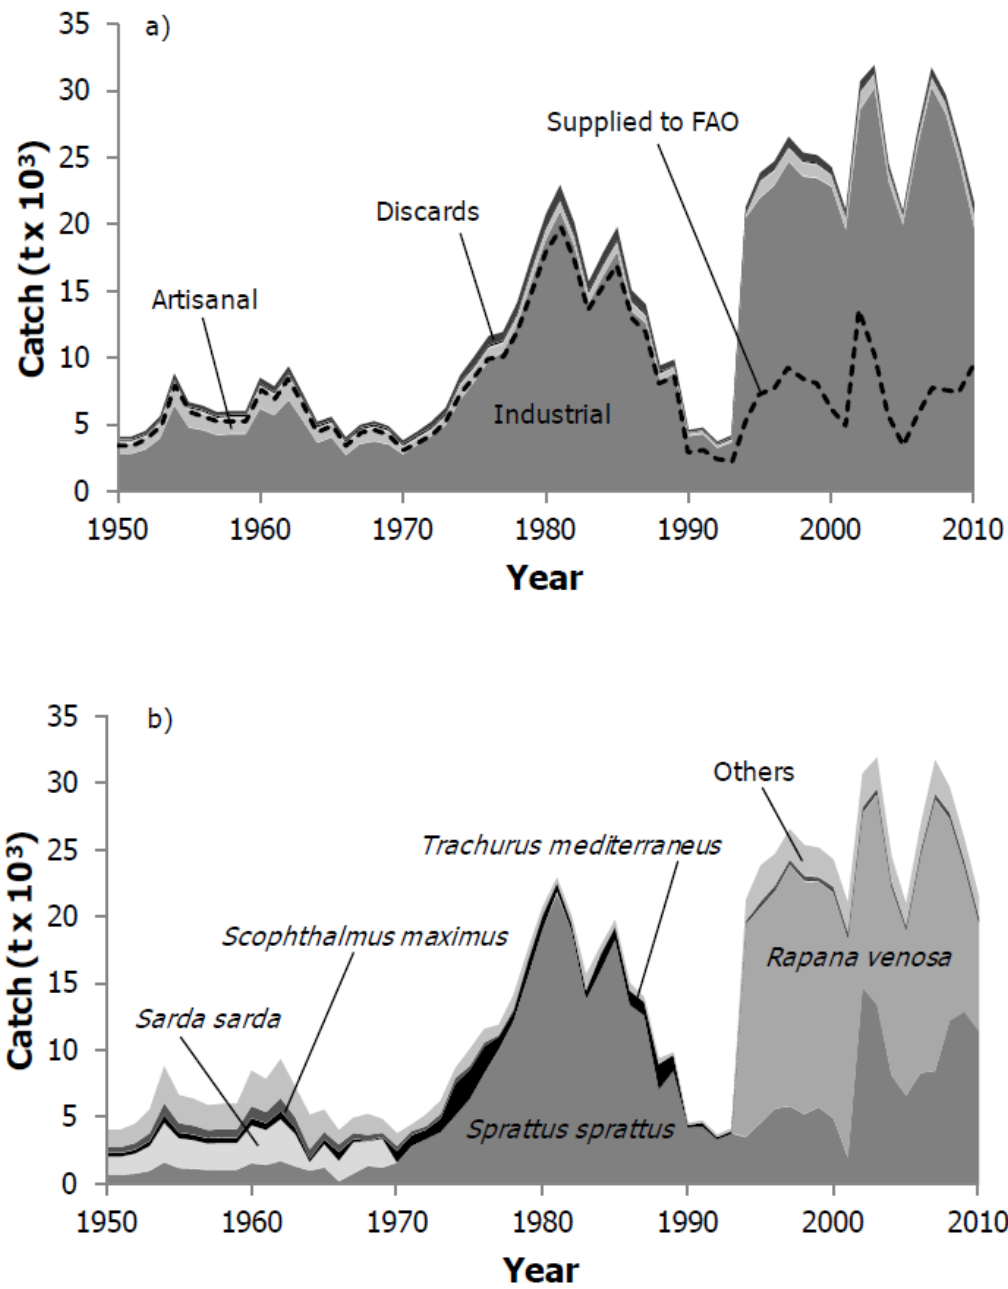 a)
35
30
25
20
15
10
5
0
Catch (t x 10³)
Supplied to FAO
Discards
Artisanal
Industrial
1950 1960 1970 1980 1990 2000 2010
Year
b)
35
30
25
20
15
10
5
0
Catch (t x 10³)
Others
Trachurus mediterraneus
Scophthalmus maximus
Sarda sarda
Rapana venosa
Sprattus sprattus
1950 1960 1970 1980 1990 2000 2010
Year